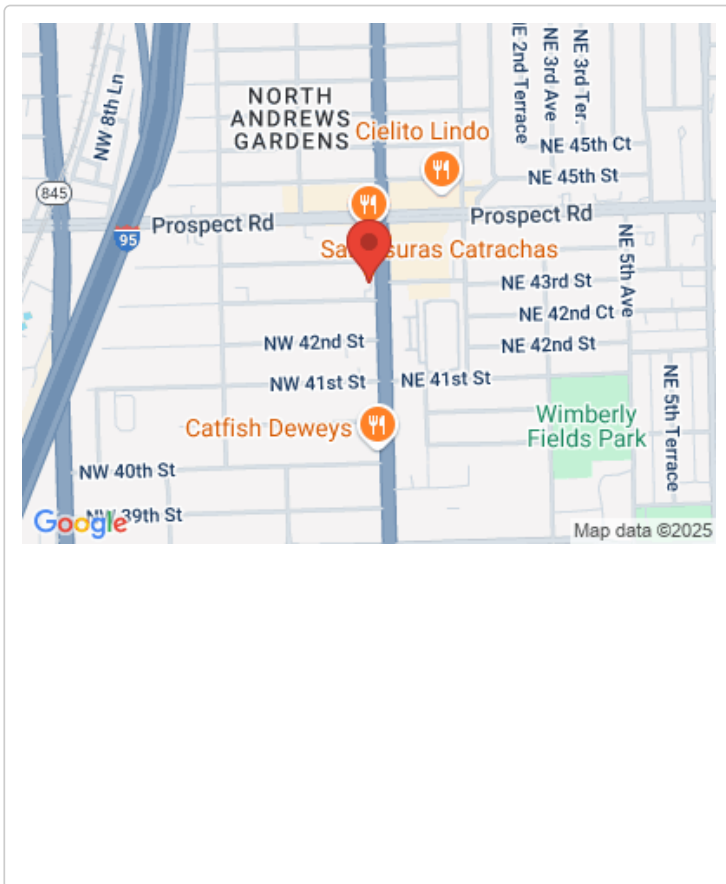 NW 8th Ln
NORTH
ANDREWS
GARDENS
Cielito Lindo
NE 2nd Terrace
NE 3rd Ave
NE 3rd Ter.
NE 45th Ct
NE 45th St
845
95
Prospect Rd
Prospect Rd
Catrachas
NE 43rd St
NE 5th Ave
NE 42nd Ct
NW 42nd St
NE 42nd St
NW 41st St
NE 41st St
NE 5th Terrace
Catfish Deweys
Wimberly
Fields Park
NW 40th St
NW 39th St
Google
Map data ©2025